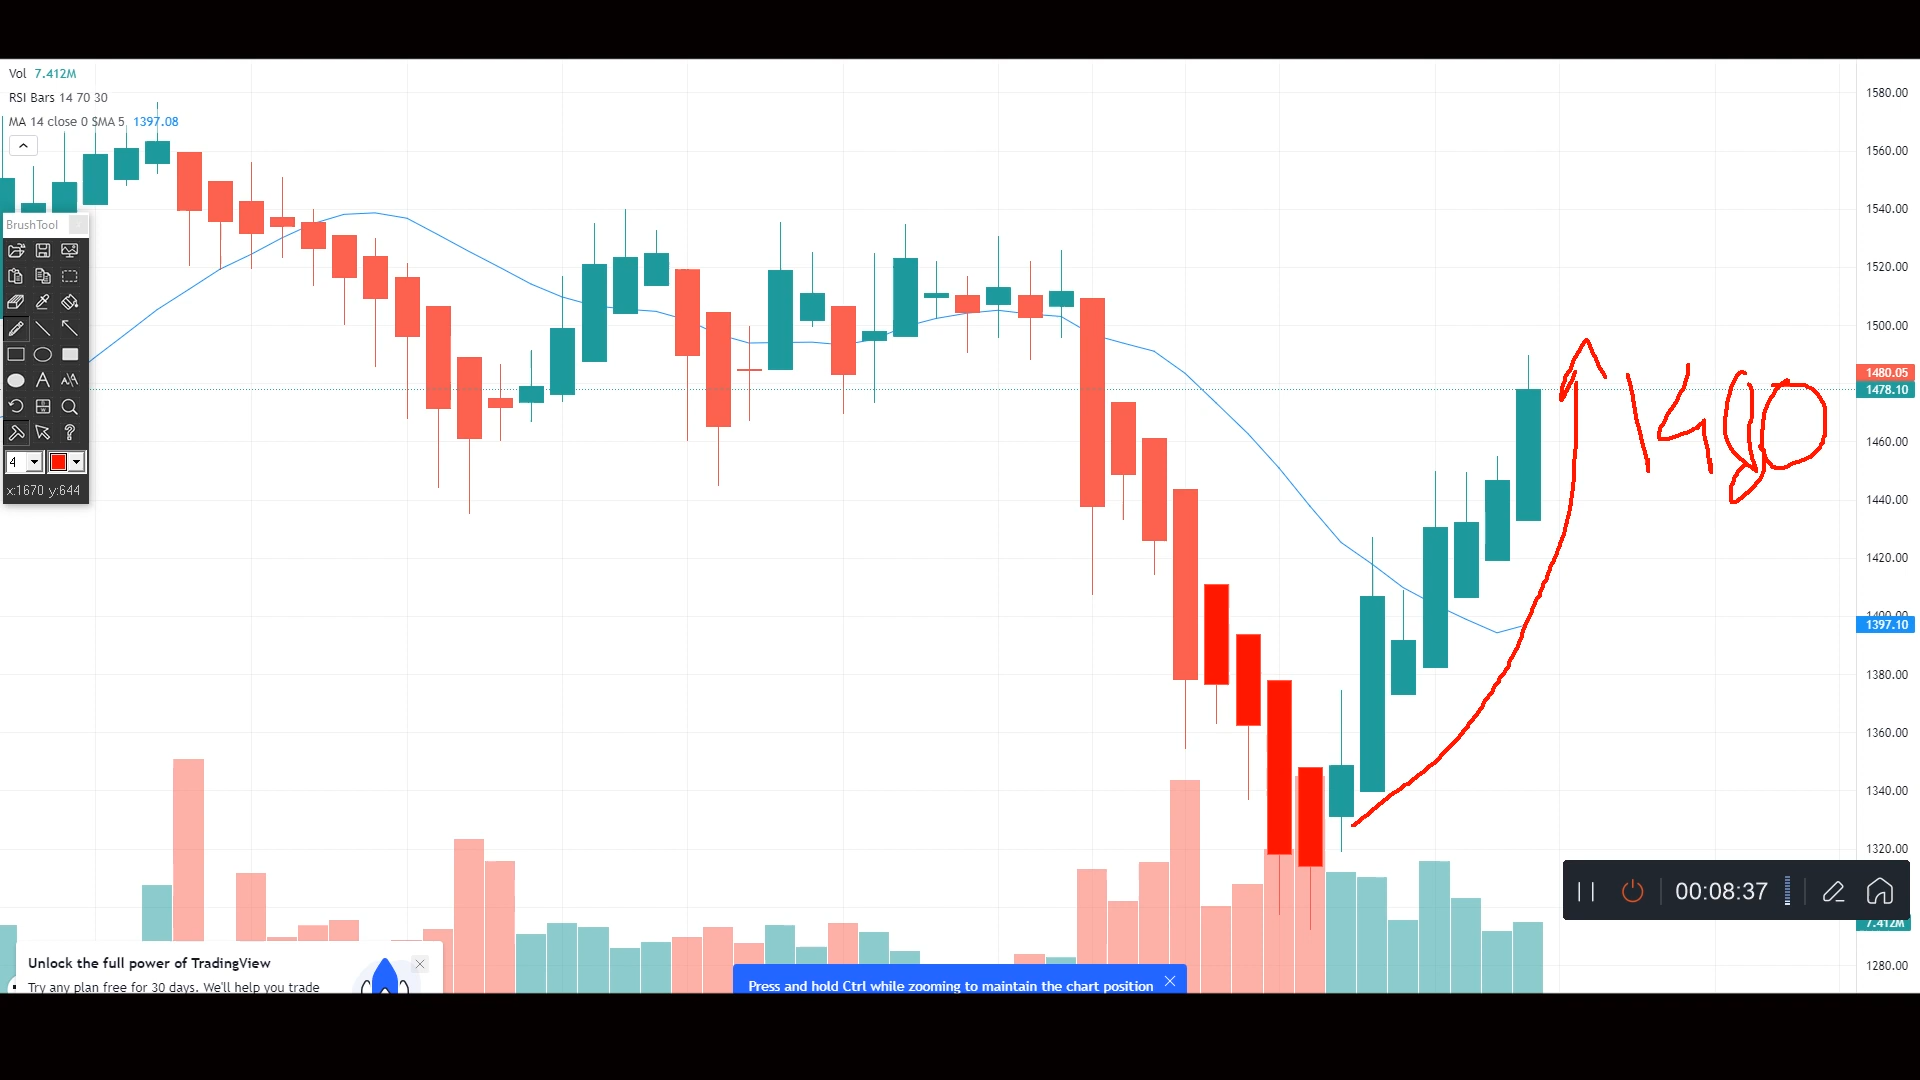 Vol 7.412M
RSI Bars 14 70 30
MA 14 close 0 SMA 5 1397.08
BrushTool
4
x:1670 y:644
1580.00
1560.00
1540.00
1520.00
1500.00
1480.05
1478.10
1460.00
1440.00
1420.00
1400.00
1397.10
1380.00
1360.00
1340.00
1320.00
7.412M
1280.00
1480
00:08:37
Unlock the full power of TradingView
Try any plan free for 30 days. We'll help you trade
Press and hold Ctrl while zooming to maintain the chart position